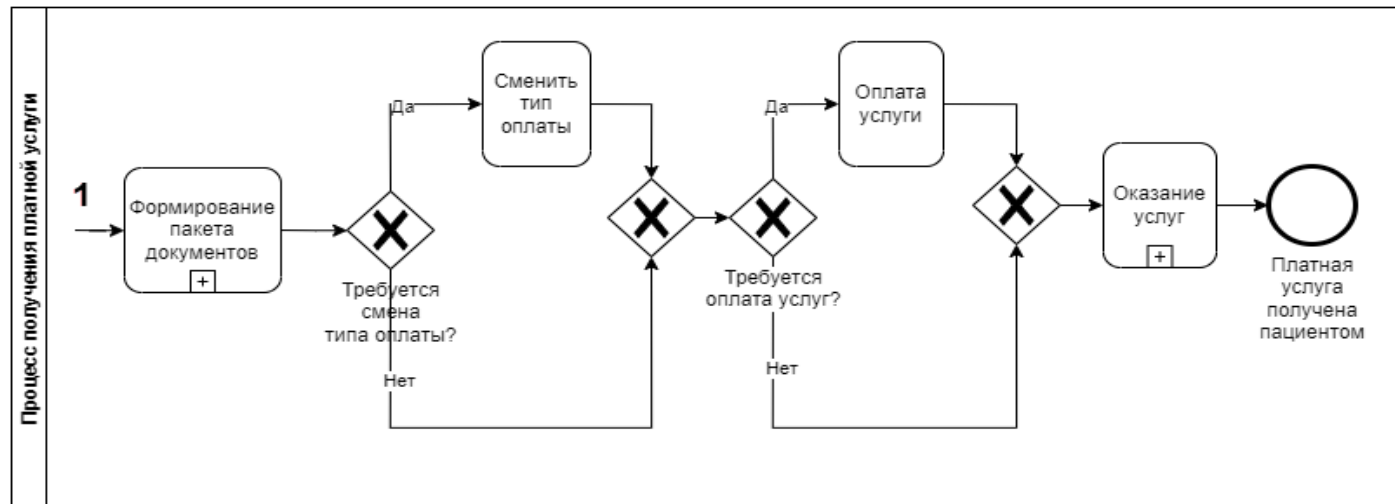 Процесс получения платной услуги
1
Формирование
пакета
документов
+
Требуется
смена
типа оплаты?
Да
Нет
Сменить
тип
оплаты
Требуется
оплата услуг?
Да
Нет
Оплата
услуги
Оказание
услуг
+
Платная
услуга
получена
пациентом